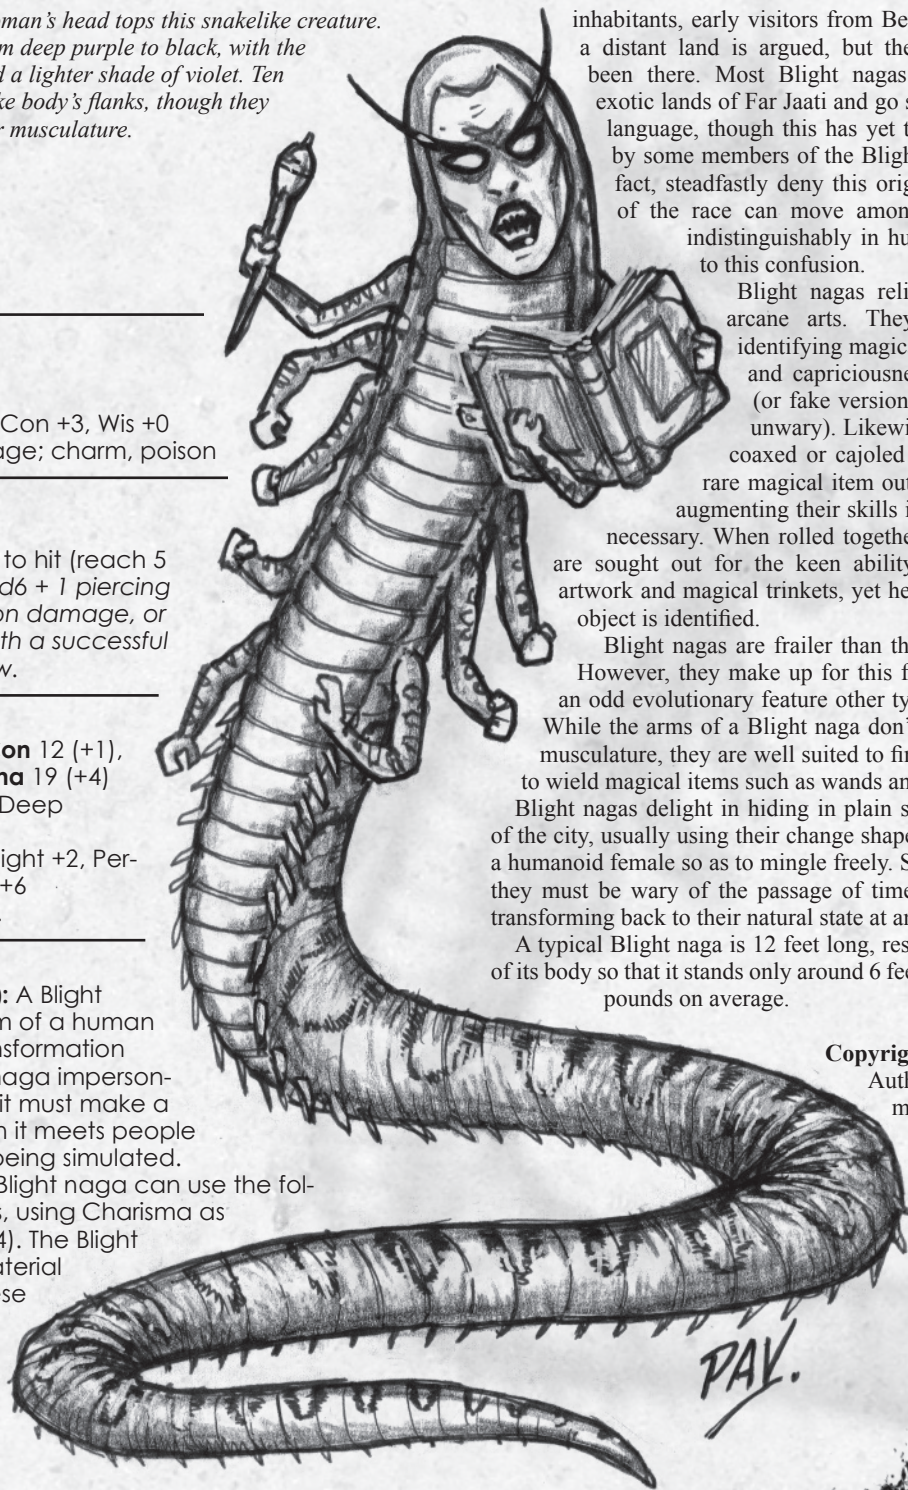 man's head tops this snakelike creature.
m deep purple to black, with the
d a lighter shade of violet. Ten
ke body's flanks, though they
r musculature.
Con +3, Wis +0
age; charm, poison
to hit (reach 5
d6 + 1 piercing
on damage, or
th a successful
w.
on 12 (+1),
na 19 (+4)
Deep
ight +2, Per-
+6
): A Blight
m of a human
nsformation
naga imperson-
it must make a
n it meets people
being simulated.
Blight naga can use the fol-
s, using Charisma as
4). The Blight
aterial
ese
inhabitants, early visitors from Be
a distant land is argued, but the
been there. Most Blight nagas
exotic lands of Far Jaati and go s
language, though this has yet t
by some members of the Bligh
fact, steadfastly deny this orig
of the race can move amon
indistinguishably in hu
to this confusion.
Blight nagas reli
arcane arts. They
identifying magic
and capriciousne
(or fake version
unwary). Likewi
coaxed or cajoled
rare magical item out
augmenting their skills i
necessary. When rolled togethe
are sought out for the keen ability
artwork and magical trinkets, yet he
object is identified.
Blight nagas are frailer than th
However, they make up for this f
an odd evolutionary feature other ty
While the arms of a Blight naga don'
musculature, they are well suited to fin
to wield magical items such as wands an
Blight nagas delight in hiding in plain s
of the city, usually using their change shape
a humanoid female so as to mingle freely. S
they must be wary of the passage of time
transforming back to their natural state at an
A typical Blight naga is 12 feet long, res
of its body so that it stands only around 6 fee
pounds on average.
Copyrig
Auth
m
PAV.